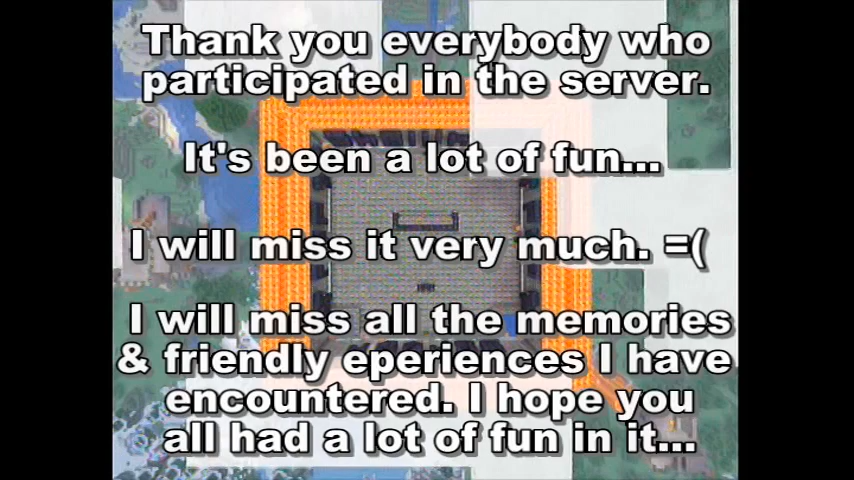 Thank you everybody who
participated in the server.
It's been a lot of fun...
I will miss it very much. =(
I will miss all the memories
& friendly eperiences I have
encountered. I hope you
all had a lot of fun in it...